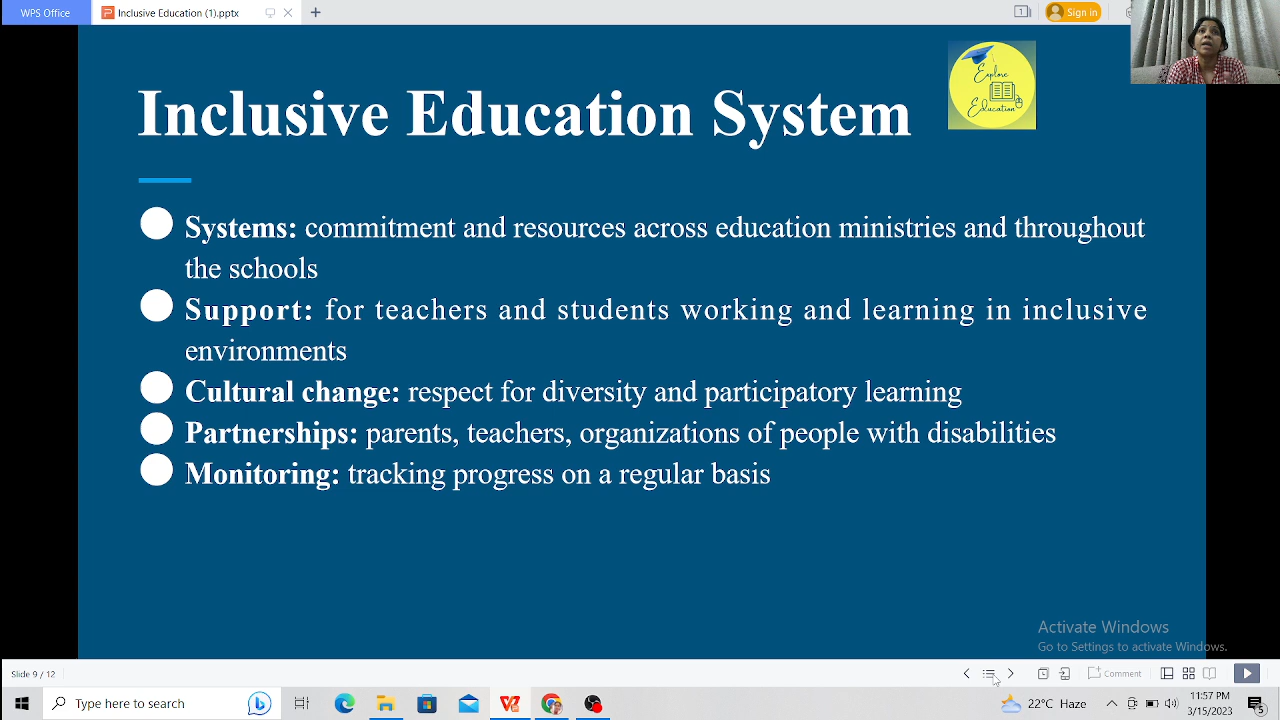 WPS Office
Inclusive Education (1).pptx
Sign in
Explore
Education
Inclusive Education System
Systems: commitment and resources across education ministries and throughout
the schools
Support: for teachers and students working and learning in inclusive
environments
Cultural change: respect for diversity and participatory learning
Partnerships: parents, teachers, organizations of people with disabilities
Monitoring: tracking progress on a regular basis
Activate Windows
Go to Settings to activate Windows.
Slide 9 / 12
Comment
Type here to search
22°C Haze
11:57 PM
3/15/2023